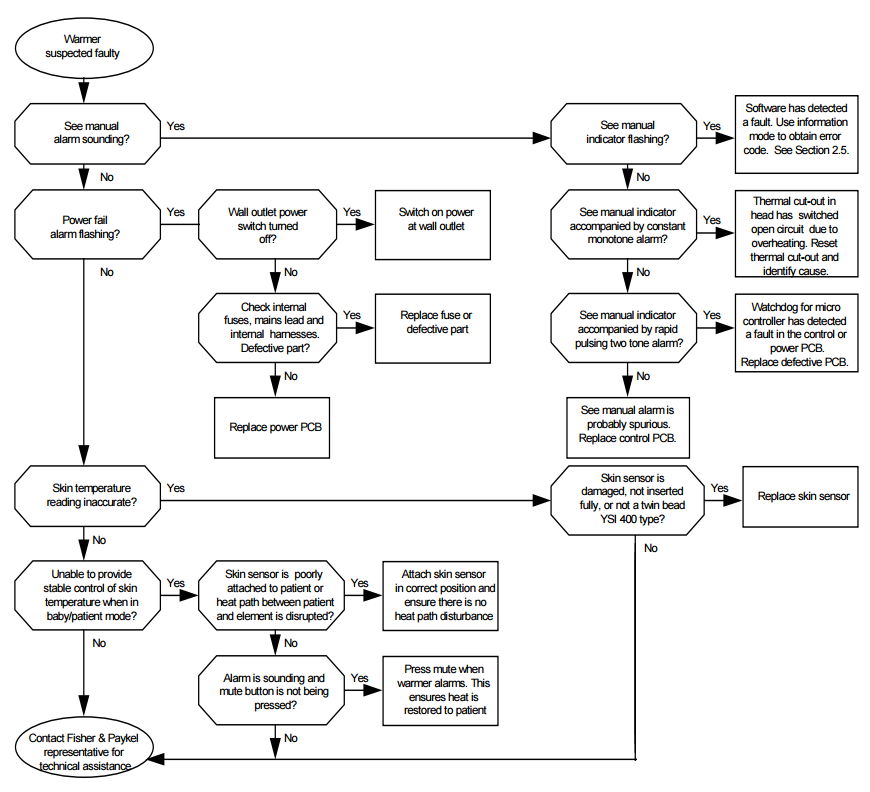 Warmer
suspected faulty
See manual
alarm sounding?
Yes
See manual
indicator flashing?
Yes
Software has detected
a fault. Use information
mode to obtain error
code. See Section 2.5.
No
No
Power fail
alarm flashing?
Yes
Wall outlet power
switch turned
off?
Yes
Switch on power
at wall outlet
See manual indicator
accompanied by constant
monotone alarm?
Yes
Thermal cut-out in
head has switched
open circuit due to
overheating. Reset
thermal cut-out and
identify cause.
No
No
No
Check internal
fuses, mains lead and
internal harnesses.
Defective part?
Yes
Replace fuse or
defective part
See manual indicator
accompanied by rapid
pulsing two tone alarm?
Yes
Watchdog for micro
controller has detected
a fault in the control or
power PCB.
Replace defective PCB.
No
No
Replace power PCB
See manual alarm is
probably spurious.
Replace control PCB.
Skin temperature
reading inaccurate?
Yes
Skin sensor is
damaged, not inserted
fully, or not a twin bead
YSI 400 type?
Yes
Replace skin sensor
No
No
Unable to provide
stable control of skin
temperature when in
baby/patient mode?
Yes
Skin sensor is poorly
attached to patient or
heat path between patient
and element is disrupted?
Yes
Attach skin sensor
in correct position and
ensure there is no
heat path disturbance
No
No
Alarm is sounding and
mute button is not being
pressed?
Yes
Press mute when
warmer alarms. This
ensures heat is
restored to patient
No
Contact Fisher & Paykel
representative for
technical assistance